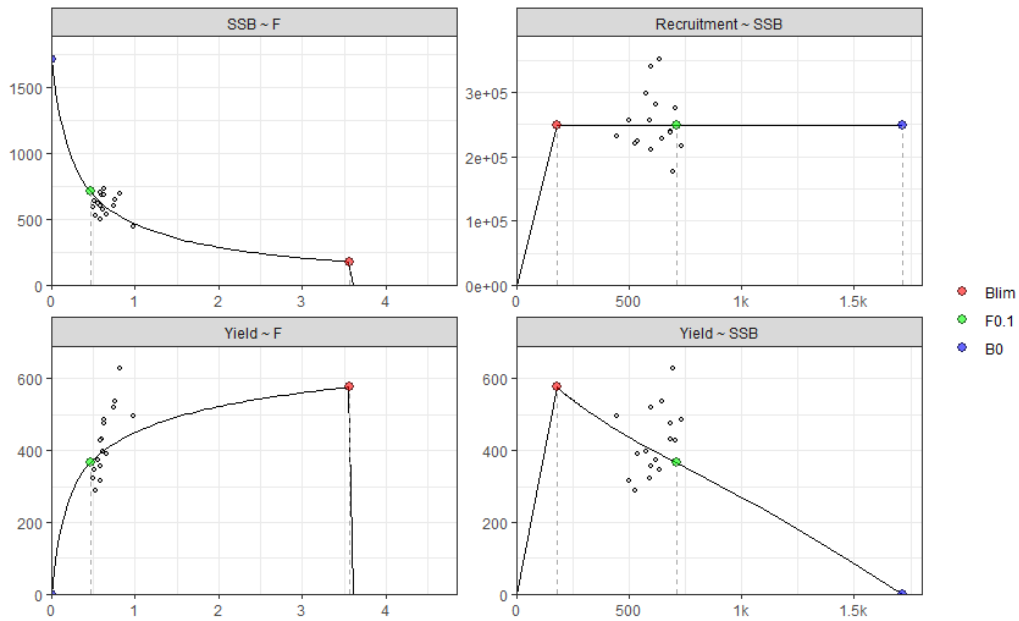 SSB ~ F
Recruitment ~ SSB
1500
1000
500
0
0
1
2
3
4
3e+05
2e+05
1e+05
0e+00
0
500
1k
1.5k
Yield ~ F
Yield ~ SSB
600
400
200
0
0
1
2
3
4
600
400
200
0
0
500
1k
1.5k
Blim
F0.1
B0